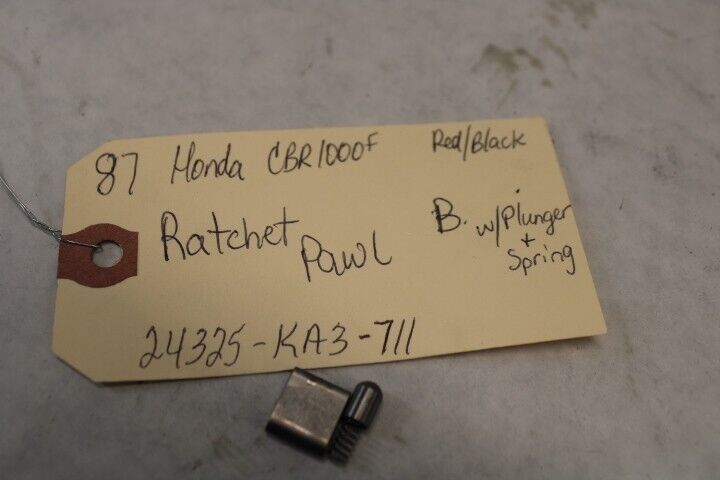 87 Honda CBR1000F Red/Black
Ratchet Pawl B. w/Plunger
+
Spring
24325-KA3-711